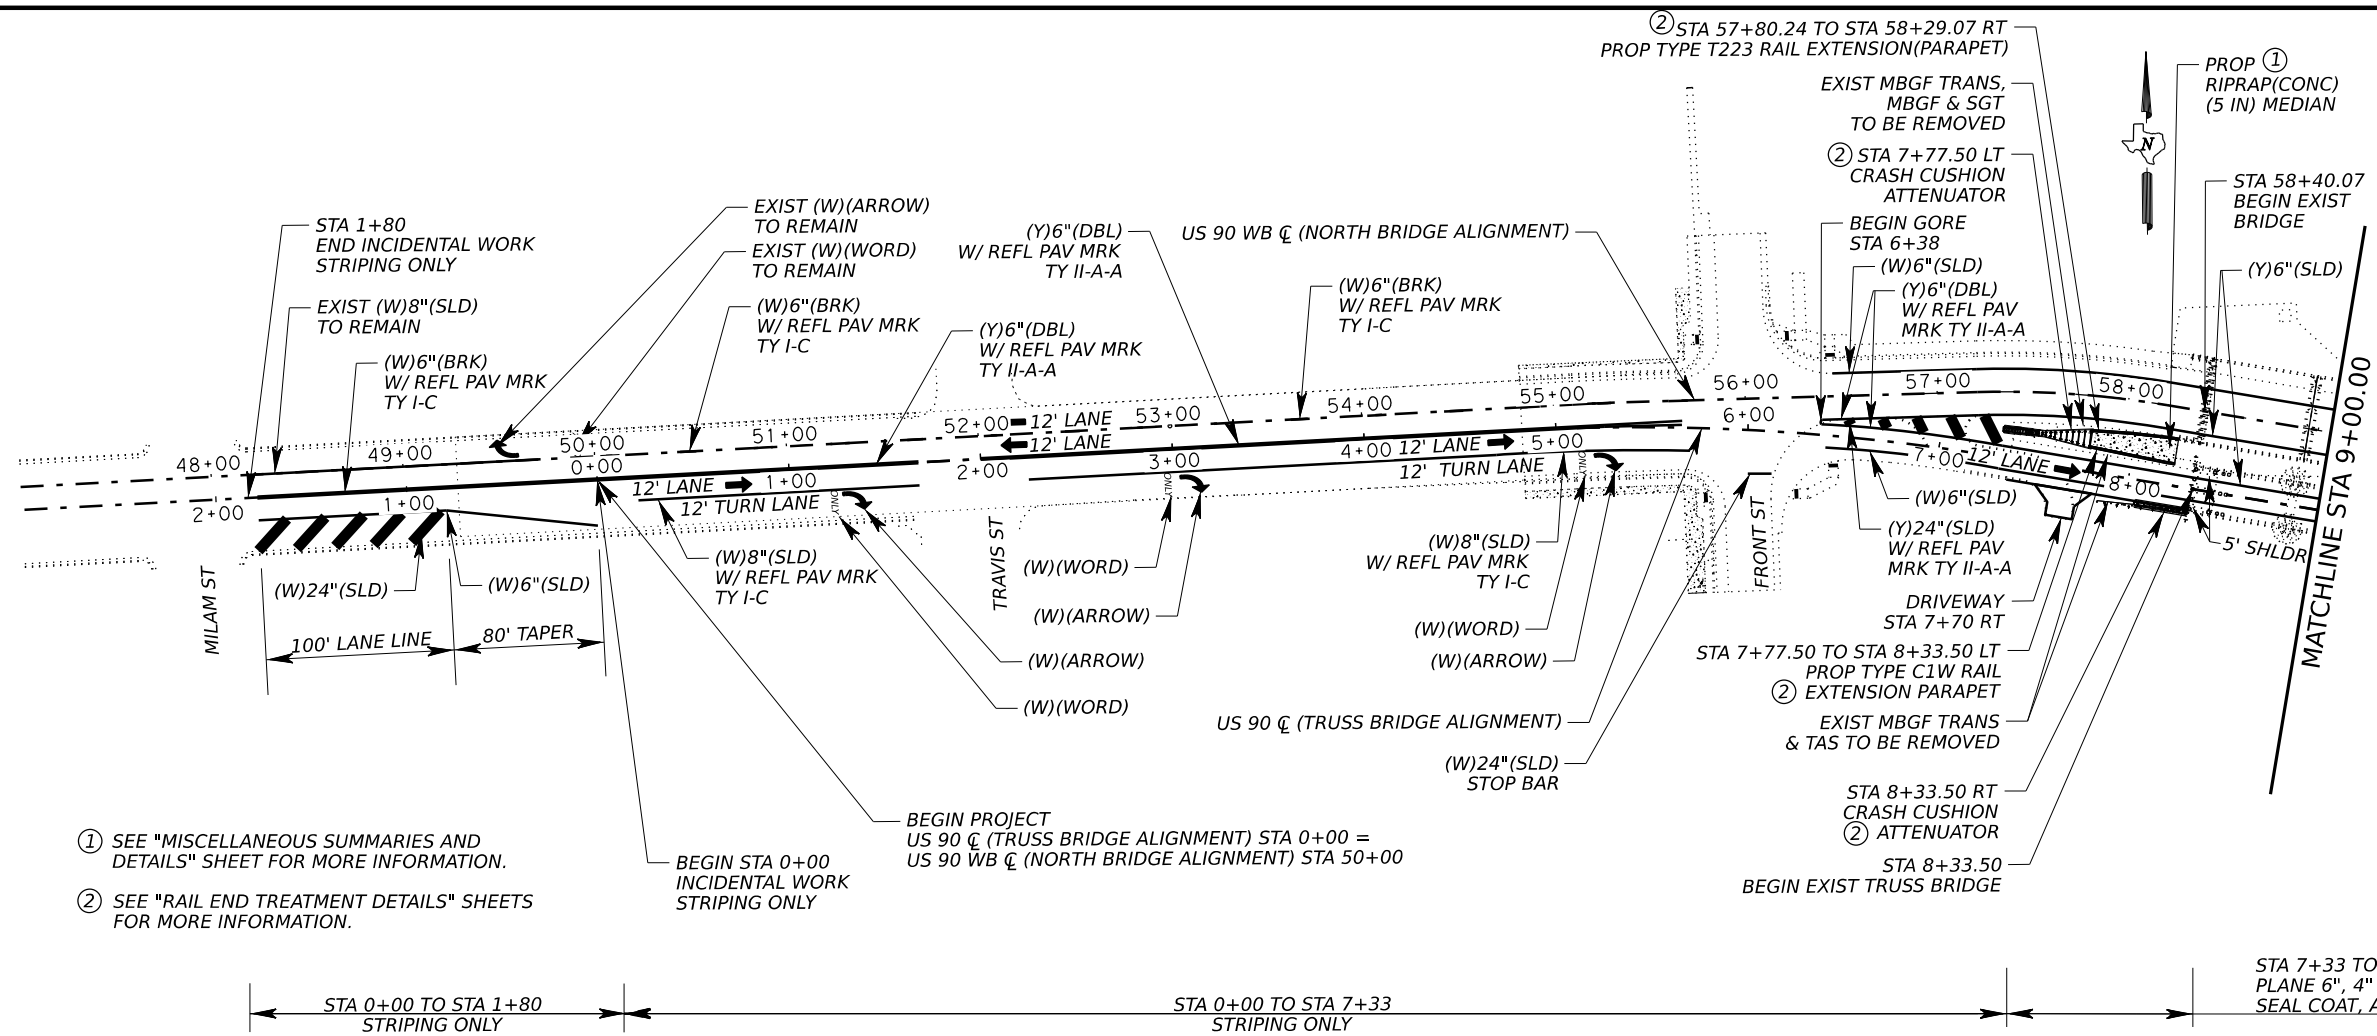 ② STA 57+80.24 TO STA 58+29.07 RT
PROP TYPE T223 RAIL EXTENSION(PARAPET)
EXIST MBGF TRANS,
MBGF & SGT
TO BE REMOVED
② STA 7+77.50 LT
CRASH CUSHION
ATTENUATOR
BEGIN GORE
STA 6+38
(W)6"(SLD)
(Y)6"(DBL)
W/ REFL PAV
MRK TY II-A-A
PROP ①
RIPRAP(CONC)
(5 IN) MEDIAN
N
STA 58+40.07
BEGIN EXIST
BRIDGE
(Y)6"(SLD)
STA 1+80
END INCIDENTAL WORK
STRIPING ONLY
EXIST (W)8"(SLD)
TO REMAIN
(W)6"(BRK)
W/ REFL PAV MRK
TY I-C
EXIST (W)(ARROW)
TO REMAIN
EXIST (W)(WORD)
TO REMAIN
(W)6"(BRK)
W/ REFL PAV MRK
TY I-C
(Y)6"(DBL)
W/ REFL PAV MRK
TY II-A-A
(Y)6"(DBL)
W/ REFL PAV MRK
TY II-A-A
US 90 WB ℄ (NORTH BRIDGE ALIGNMENT)
(W)6"(BRK)
W/ REFL PAV MRK
TY I-C
48+00
49+00
50+00
51+00
52+00
53+00
54+00
55+00
56+00
57+00
58+00
2+00
1+00
0+00
1+00
2+00
3+00
4+00
5+00
6+00
7+00
8+00
12' LANE
12' LANE
12' LANE
12' LANE
12' LANE
12' TURN LANE
12' TURN LANE
ONLY
ONLY
ONLY
MILAM ST
TRAVIS ST
FRONT ST
MATCHLINE STA 9+00.00
(W)24"(SLD)
(W)6"(SLD)
100' LANE LINE
80' TAPER
(W)8"(SLD)
W/ REFL PAV MRK
TY I-C
(W)(WORD)
(W)(ARROW)
(W)(ARROW)
(W)(WORD)
(W)8"(SLD)
W/ REFL PAV MRK
TY I-C
(W)(WORD)
(W)(ARROW)
US 90 ℄ (TRUSS BRIDGE ALIGNMENT)
(W)24"(SLD)
STOP BAR
(W)6"(SLD)
(Y)24"(SLD)
W/ REFL PAV
MRK TY II-A-A
5' SHLDR
DRIVEWAY
STA 7+70 RT
STA 7+77.50 TO STA 8+33.50 LT
PROP TYPE C1W RAIL
② EXTENSION PARAPET
EXIST MBGF TRANS
& TAS TO BE REMOVED
STA 8+33.50 RT
CRASH CUSHION
② ATTENUATOR
STA 8+33.50
BEGIN EXIST TRUSS BRIDGE
BEGIN PROJECT
US 90 ℄ (TRUSS BRIDGE ALIGNMENT) STA 0+00 =
US 90 WB ℄ (NORTH BRIDGE ALIGNMENT) STA 50+00
BEGIN STA 0+00
INCIDENTAL WORK
STRIPING ONLY
① SEE "MISCELLANEOUS SUMMARIES AND
DETAILS" SHEET FOR MORE INFORMATION.
② SEE "RAIL END TREATMENT DETAILS" SHEETS
FOR MORE INFORMATION.
STA 0+00 TO STA 1+80
STRIPING ONLY
STA 0+00 TO STA 7+33
STRIPING ONLY
STA 7+33 TO
PLANE 6", 4"
SEAL COAT, A